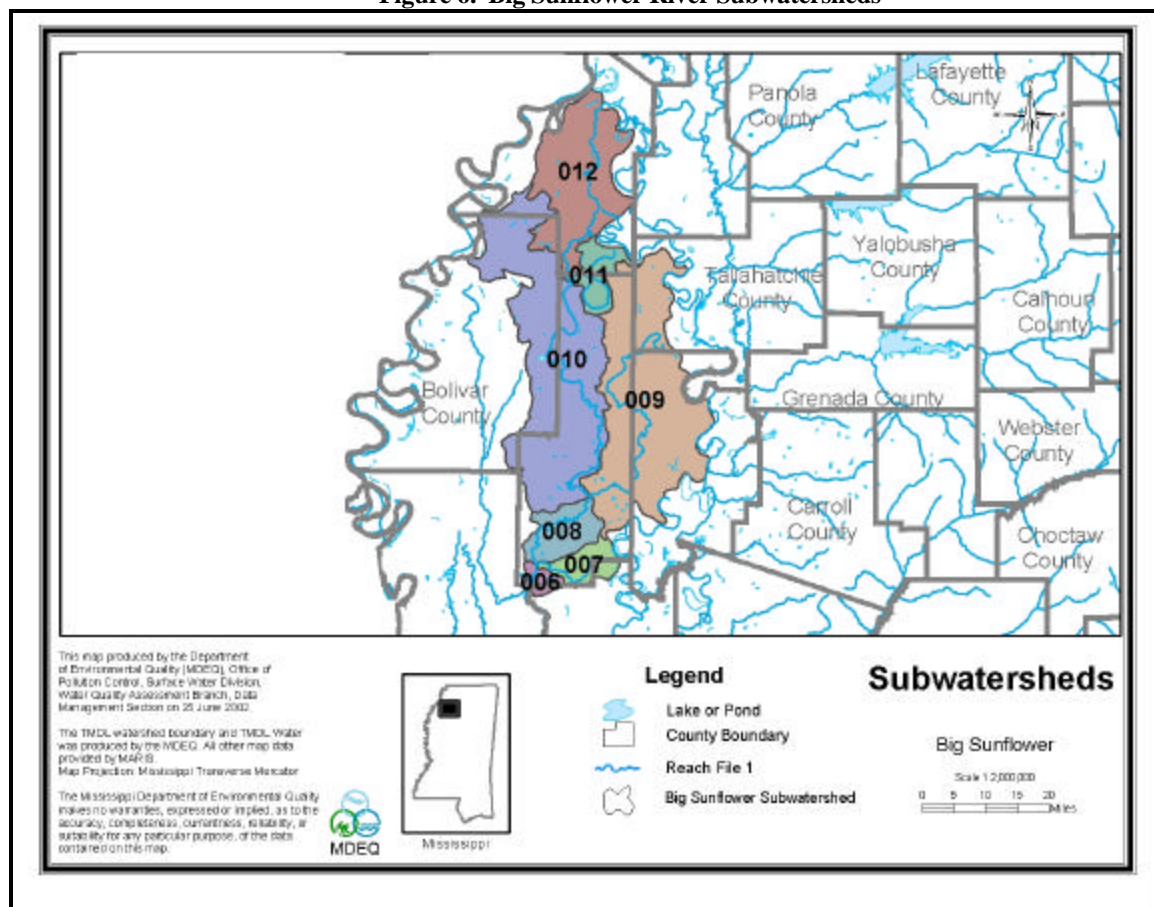 Figure 6. Big Sunflower River Subwatersheds
Lafayette
County
Panola
County
012
Yalobusha
County
011
Tallahatchie
County
Calhoun
County
010
Bolivar
County
009
Grenada County
Webster
County
Carroll
County
008
Choctaw
County
007
006
This map produced by the Department
of Environmental Quality (MDEQ), Office of
Pollution Control, Surface Water Division,
Water Quality Assessment Branch, Data
Management Section on 25 June 2002.
The TMDL watershed boundary and TMDL Water
was produced by the MDEQ. All other map data
provided by MARIS.
Map Projection: Mississippi Transverse Mercator
The Mississippi Department of Environmental Quality
makes no warranties, expressed or implied, as to the
accuracy, completeness, currentness, reliability, or
suitability for any particular purpose, of the data
contained on this map.
MDEQ
Mississippi
Legend
Lake or Pond
County Boundary
Reach File 1
Big Sunflower Subwatershed
Subwatersheds
Big Sunflower
Scale 1:2,000,000
0 5 10 15 20
Miles